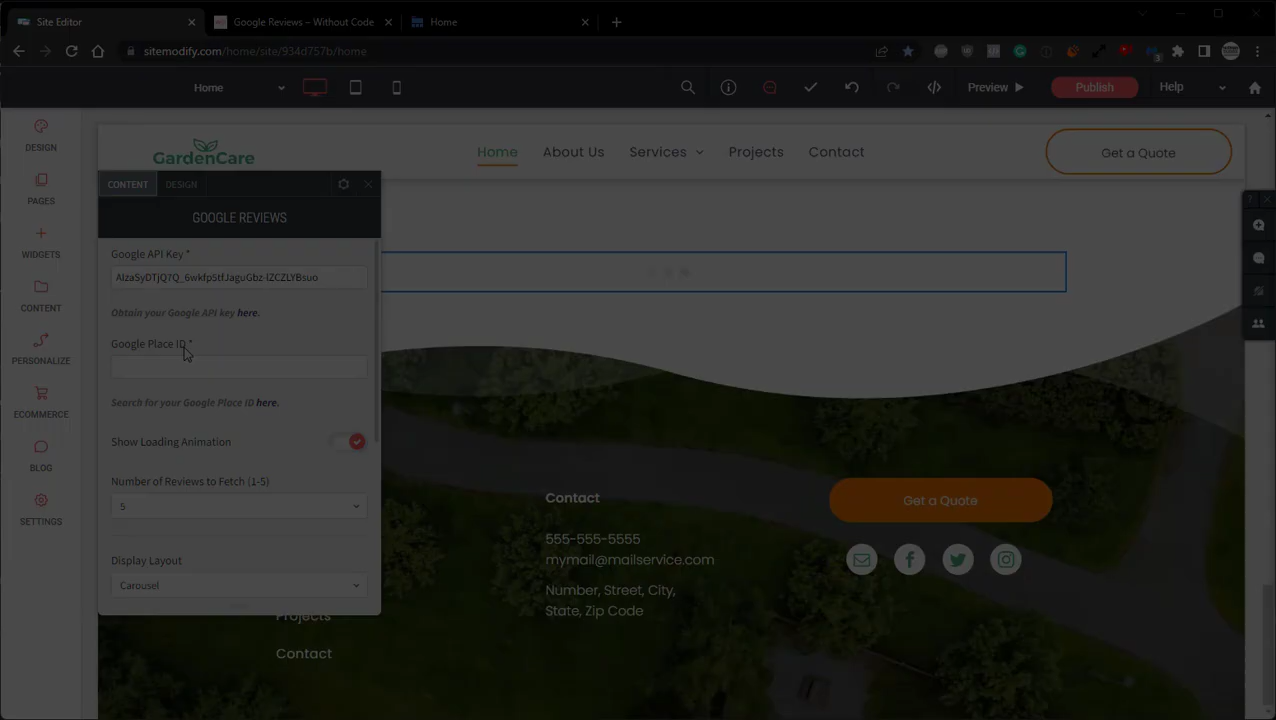 Site Editor
Google Reviews – Without Code
Home
sitemodify.com/home/site/934d757b/home
3
Home
Preview
Publish
Help
DESIGN
PAGES
WIDGETS
CONTENT
PERSONALIZE
ECOMMERCE
BLOG
SETTINGS
GardenCare
Home
About Us
Services
Projects
Contact
Get a Quote
CONTENT
DESIGN
GOOGLE REVIEWS
Google API Key *
Obtain your Google API key here.
Google Place ID *
Search for your Google Place ID here.
Show Loading Animation
Number of Reviews to Fetch (1-5)
5
Display Layout
Carousel
Projects
Contact
Contact
555-555-5555
mymail@mailservice.com
Number, Street, City,
State, Zip Code
Get a Quote
?